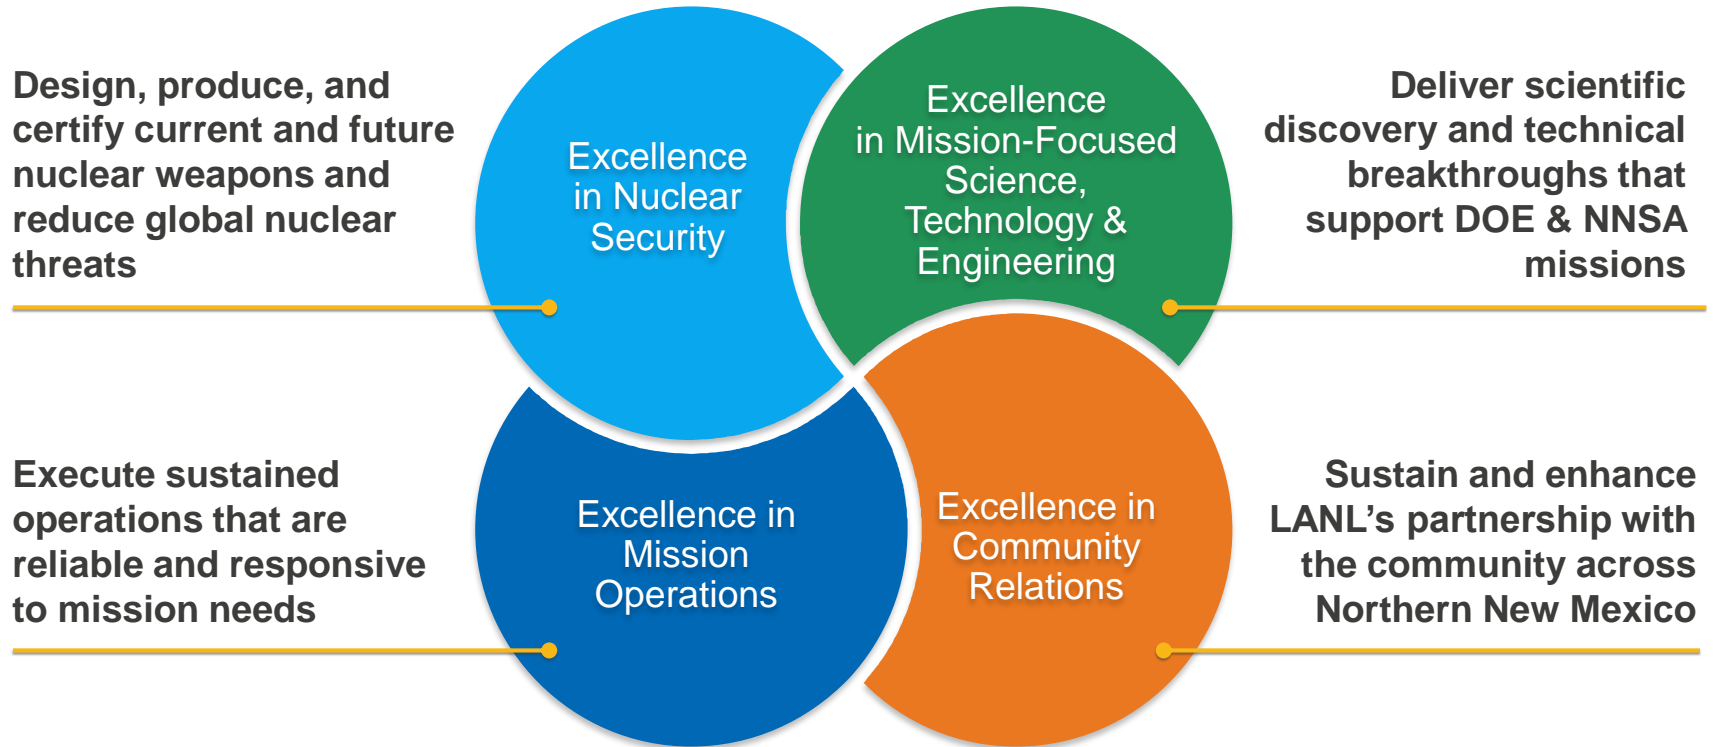 Design, produce, and
certify current and future
nuclear weapons and
reduce global nuclear
threats
Excellence
in Nuclear
Security
Excellence
in Mission-Focused
Science,
Technology &
Engineering
Deliver scientific
discovery and technical
breakthroughs that
support DOE & NNSA
missions
Execute sustained
operations that are
reliable and responsive
to mission needs
Excellence in
Mission
Operations
Excellence in
Community
Relations
Sustain and enhance
LANL’s partnership with
the community across
Northern New Mexico